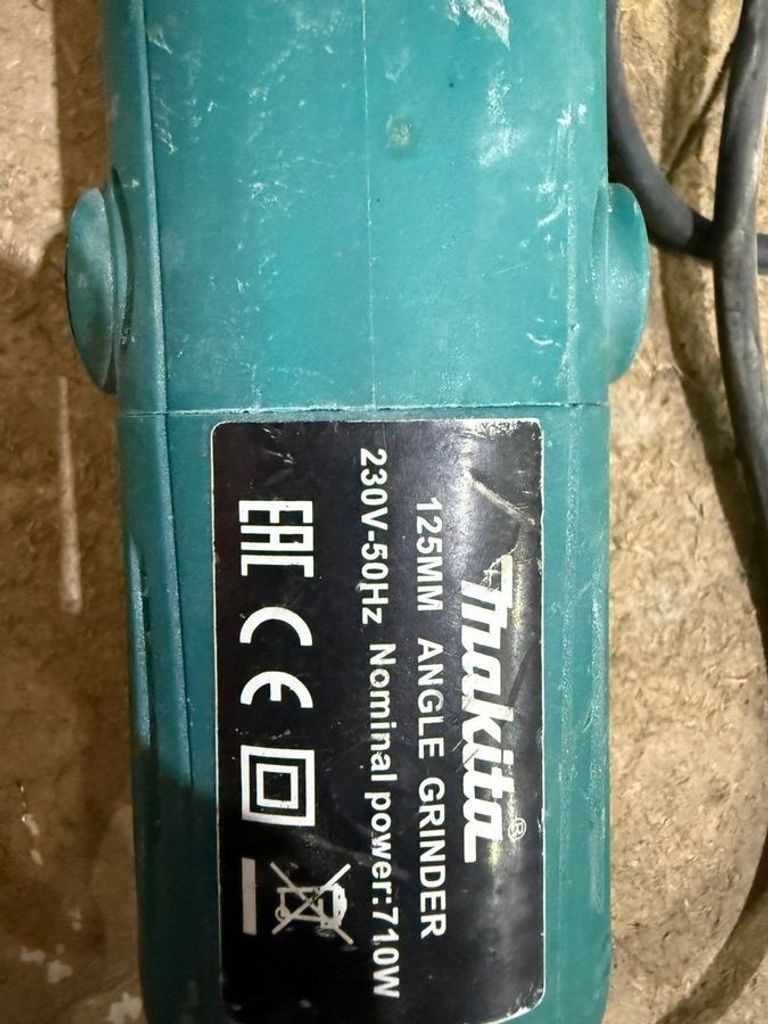 Makita®
125MM ANGLE GRINDER
230V-50Hz Nominal power:710W
EAC CE